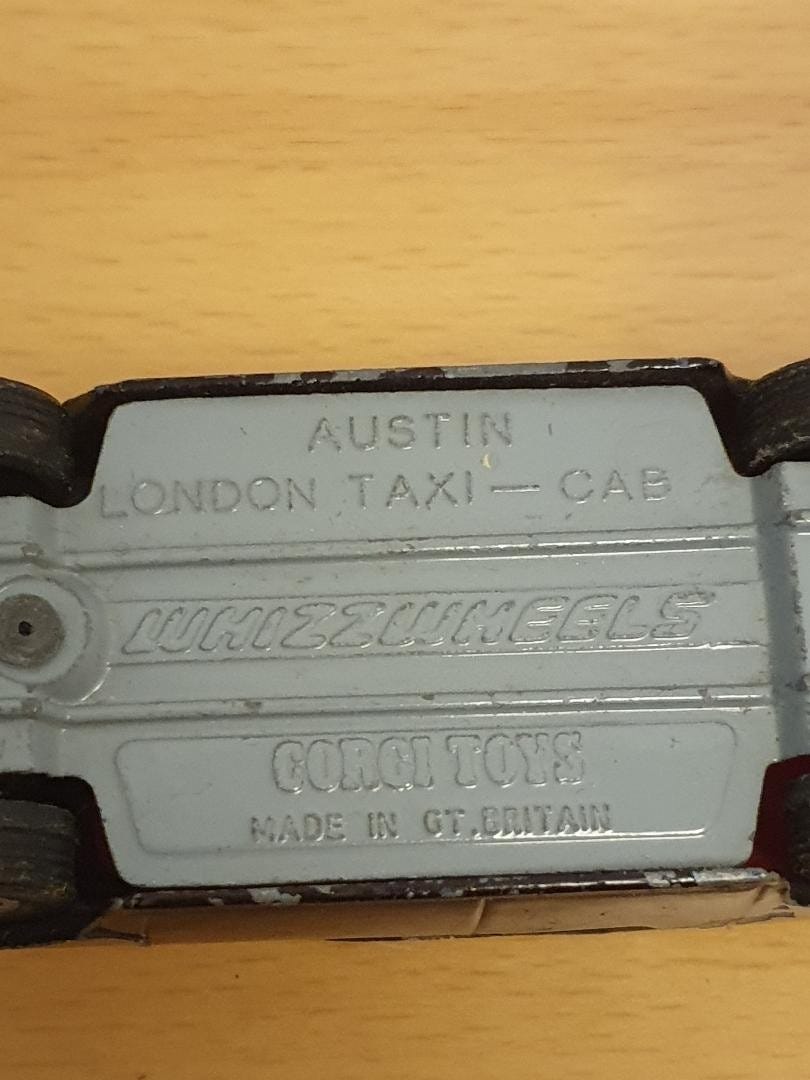 AUSTIN
LONDON TAXI — CAB
WHIZZWHEELS
CORGI TOYS
MADE IN GT. BRITAIN